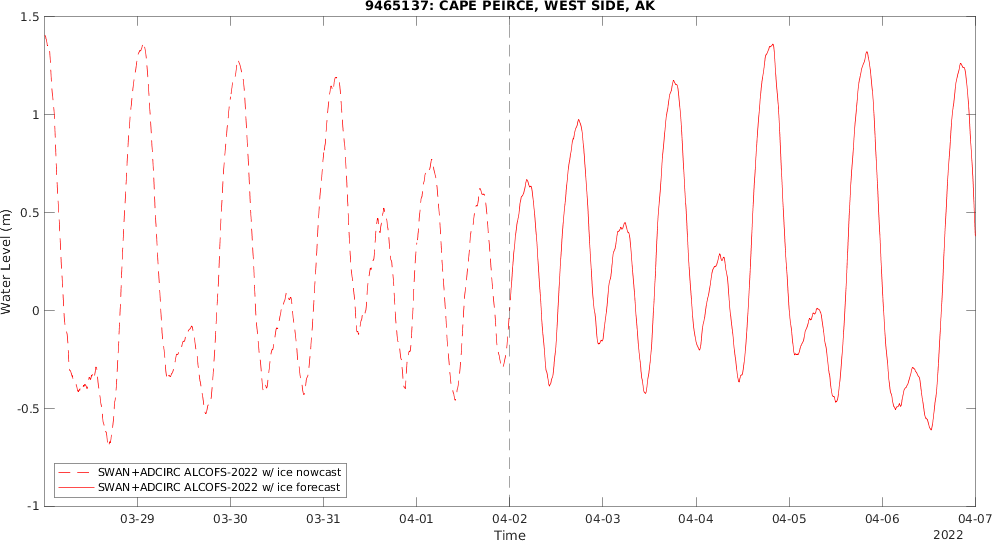 9465137: CAPE PEIRCE, WEST SIDE, AK
1.5
1
0.5
0
-0.5
-1
Water Level (m)
SWAN+ADCIRC ALCOFS-2022 w/ ice nowcast
SWAN+ADCIRC ALCOFS-2022 w/ ice forecast
03-29 03-30 03-31 04-01 04-02 04-03 04-04 04-05 04-06 04-07
Time
2022